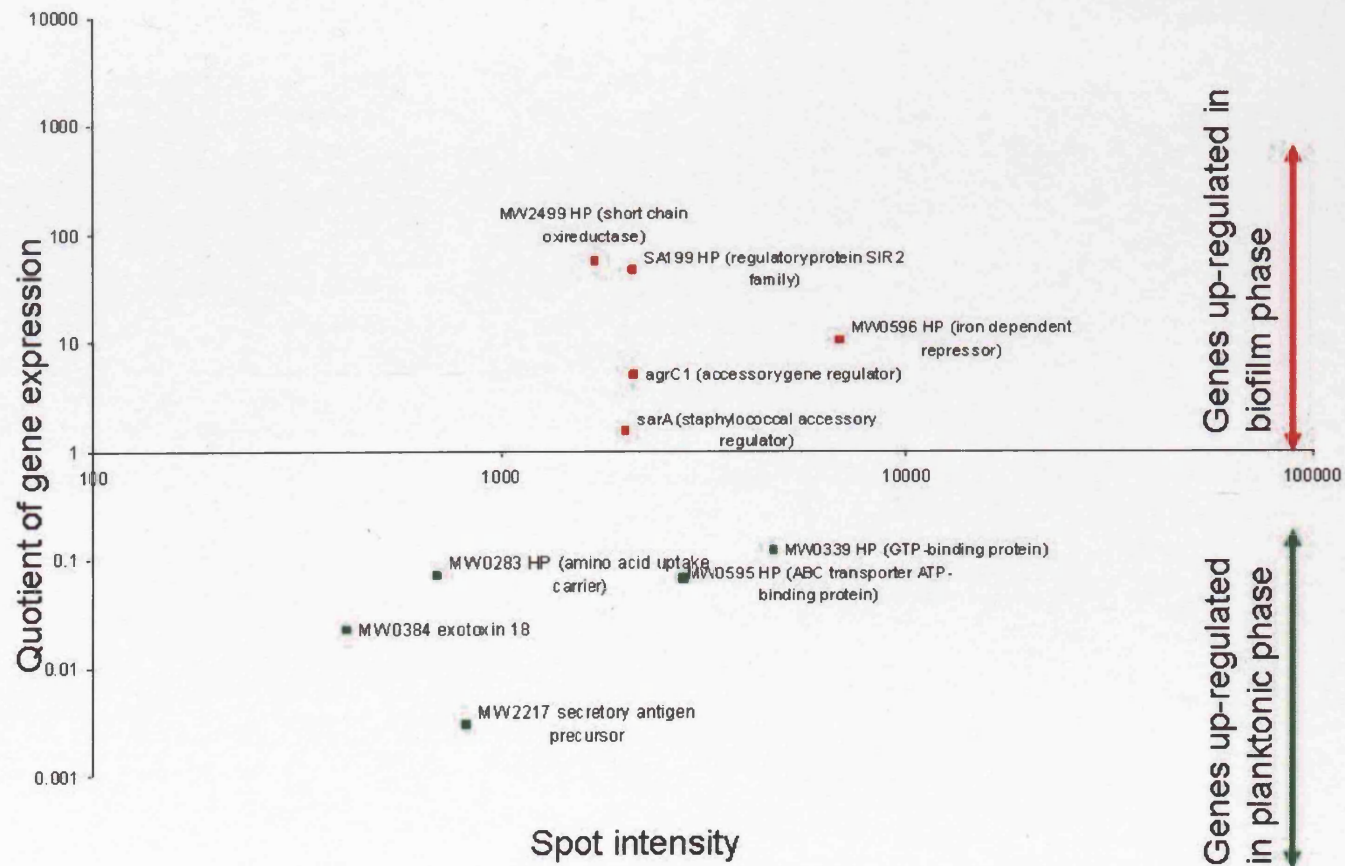 10000
1000
100
10
1
0.1
0.01
0.001
Quotient of gene expression
MW2499 HP (short chain
oxireductase)
SA199 HP (regulatoryprotein SIR2
family)
MW0596 HP (iron dependent
repressor)
agrC1 (accessorygene regulator)
sarA (staphylococcal accessory
regulator)
100
1000
10000
100000
MW0339 HP (GTP-binding protein)
MW0283 HP (amino acid uptake
carrier)
MW0595 HP (ABC transporter ATP-
binding protein)
MW0384 exotoxin 18
MW2217 secretory antigen
precursor
Spot intensity
Genes up-regulated in
biofilm phase
Genes up-regulated
in planktonic phase